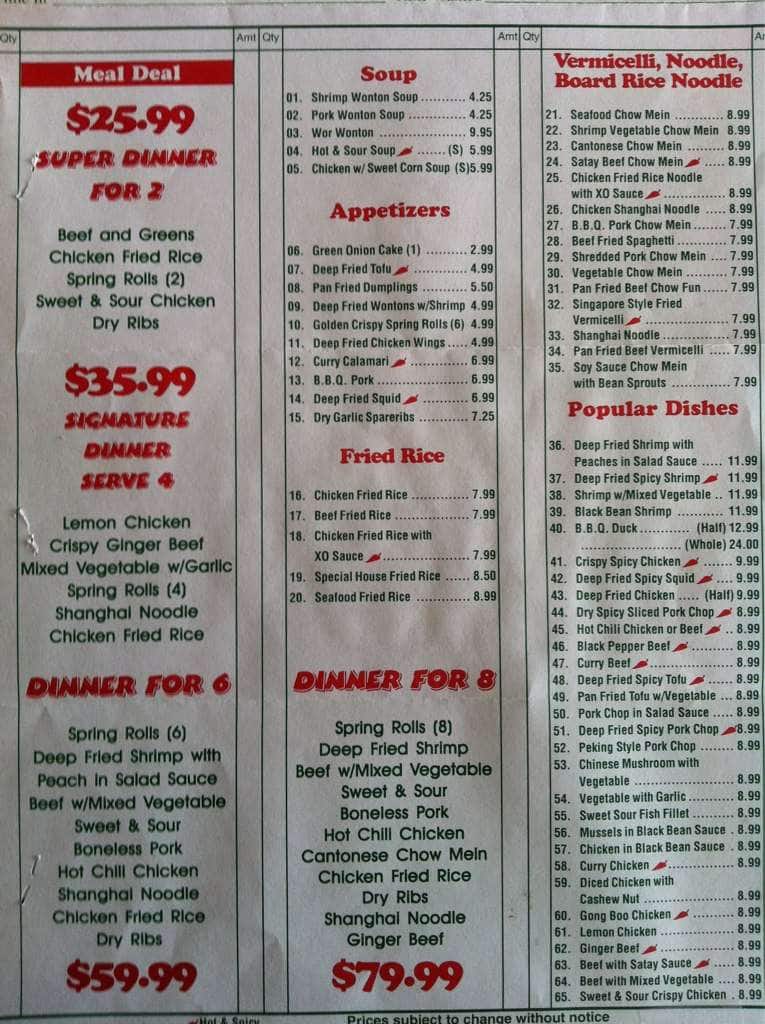 Qty
Amt
Qty
Amt
Qty
Meal Deal
$25.99
SUPER DINNER
FOR 2
Beef and Greens
Chicken Fried Rice
Spring Rolls (2)
Sweet & Sour Chicken
Dry Ribs
$35.99
SIGNATURE
DINNER
SERVE 4
Lemon Chicken
Crispy Ginger Beef
Mixed Vegetable w/Garlic
Spring Rolls (4)
Shanghai Noodle
Chicken Fried Rice
DINNER FOR 6
Spring Rolls (6)
Deep Fried Shrimp with
Peach in Salad Sauce
Beef w/Mixed Vegetable
Sweet & Sour
Boneless Pork
Hot Chili Chicken
Shanghai Noodle
Chicken Fried Rice
Dry Ribs
$59.99
Soup
01. Shrimp Wonton Soup ........... 4.25
02. Pork Wonton Soup .............. 4.25
03. Wor Wonton ....................... 9.95
04. Hot & Sour Soup ........ (S) 5.99
05. Chicken w/ Sweet Corn Soup (S)5.99
Appetizers
06. Green Onion Cake (1) ........... 2.99
07. Deep Fried Tofu .............. 4.99
08. Pan Fried Dumplings ............ 5.50
09. Deep Fried Wontons w/Shrimp 4.99
10. Golden Crispy Spring Rolls (6) 4.99
11. Deep Fried Chicken Wings ..... 4.99
12. Curry Calamari ................ 6.99
13. B.B.Q. Pork ........................ 6.99
14. Deep Fried Squid ............. 6.99
15. Dry Garlic Spareribs ............ 7.25
Fried Rice
16. Chicken Fried Rice ............... 7.99
17. Beef Fried Rice .................... 7.99
18. Chicken Fried Rice with
XO Sauce ....................... 7.99
19. Special House Fried Rice ...... 8.50
20. Seafood Fried Rice .............. 8.99
DINNER FOR 8
Spring Rolls (8)
Deep Fried Shrimp
Beef w/Mixed Vegetable
Sweet & Sour
Boneless Pork
Hot Chili Chicken
Cantonese Chow Mein
Chicken Fried Rice
Dry Ribs
Shanghai Noodle
Ginger Beef
$79.99
Vermicelli, Noodle,
Board Rice Noodle
21. Seafood Chow Mein ............ 8.99
22. Shrimp Vegetable Chow Mein 8.99
23. Cantonese Chow Mein ......... 8.99
24. Satay Beef Chow Mein ..... 8.99
25. Chicken Fried Rice Noodle
with XO Sauce .................. 8.99
26. Chicken Shanghai Noodle ..... 8.99
27. B.B.Q. Pork Chow Mein ........ 7.99
28. Beef Fried Spaghetti ............. 7.99
29. Shredded Pork Chow Mein .... 7.99
30. Vegetable Chow Mein ........... 7.99
31. Pan Fried Beef Chow Fun ...... 7.99
32. Singapore Style Fried
Vermicelli ..................... 7.99
33. Shanghai Noodle .................. 7.99
34. Pan Fried Beef Vermicelli ..... 7.99
35. Soy Sauce Chow Mein
with Bean Sprouts ............... 7.99
Popular Dishes
36. Deep Fried Shrimp with
Peaches in Salad Sauce ..... 11.99
37. Deep Fried Spicy Shrimp 11.99
38. Shrimp w/Mixed Vegetable .. 11.99
39. Black Bean Shrimp ............ 11.99
40. B.B.Q. Duck ............. (Half) 12.99
......................... (Whole) 24.00
41. Crispy Spicy Chicken ....... 9.99
42. Deep Fried Spicy Squid .... 9.99
43. Deep Fried Chicken ..... (Half) 9.99
44. Dry Spicy Sliced Pork Chop 8.99
45. Hot Chili Chicken or Beef .. 8.99
46. Black Pepper Beef ........... 8.99
47. Curry Beef ..................... 8.99
48. Deep Fried Spicy Tofu ...... 8.99
49. Pan Fried Tofu w/Vegetable ... 8.99
50. Pork Chop in Salad Sauce ..... 8.99
51. Deep Fried Spicy Pork Chop 8.99
52. Peking Style Pork Chop ........ 8.99
53. Chinese Mushroom with
Vegetable ........................... 8.99
54. Vegetable with Garlic ........... 8.99
55. Sweet Sour Fish Fillet .......... 8.99
56. Mussels in Black Bean Sauce . 8.99
57. Chicken in Black Bean Sauce . 8.99
58. Curry Chicken ................. 8.99
59. Diced Chicken with
Cashew Nut ........................ 8.99
60. Gong Boo Chicken ........... 8.99
61. Lemon Chicken ................... 8.99
62. Ginger Beef .................... 8.99
63. Beef with Satay Sauce ..... 8.99
64. Beef with Mixed Vegetable .... 8.99
65. Sweet & Sour Crispy Chicken . 8.99
Hot & Spicy
Prices subject to change without notice